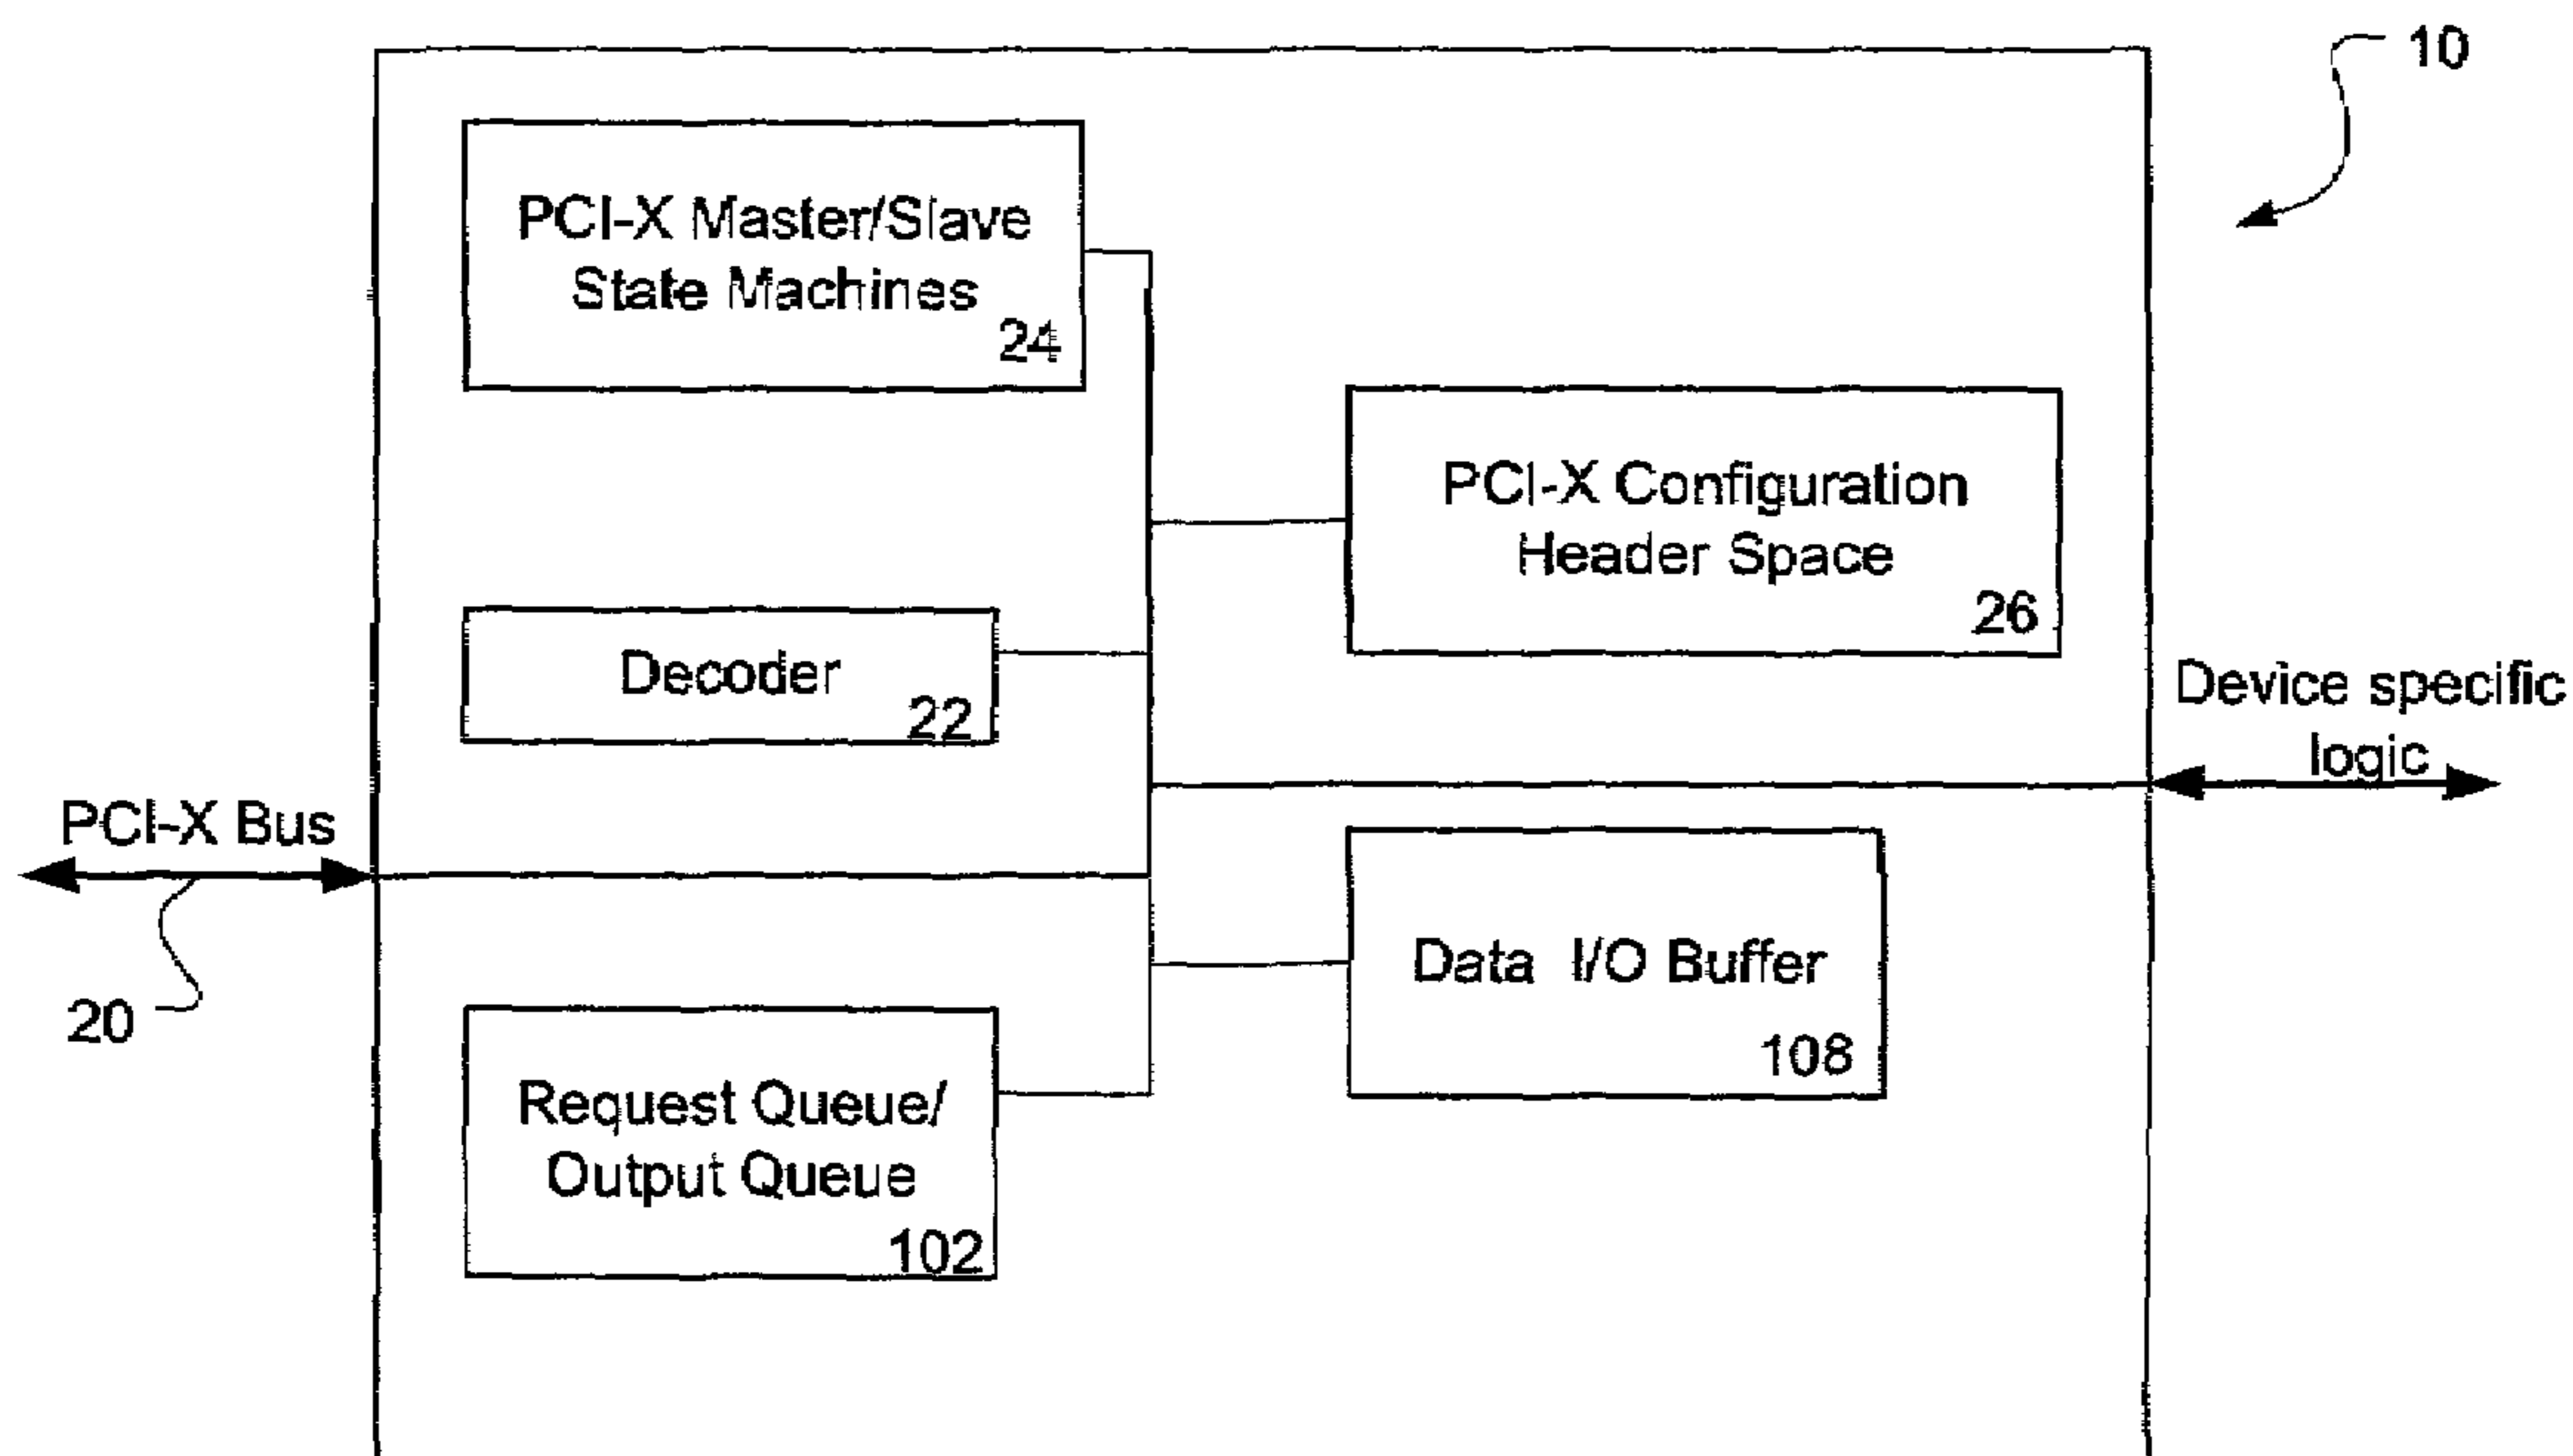 10
PCI-X Master/Slave
State Machines
24
PCI-X Configuration
Header Space
26
Decoder
22
Device specific
logic
PCI-X Bus
20
Data I/O Buffer
108
Request Queue/
Output Queue
102